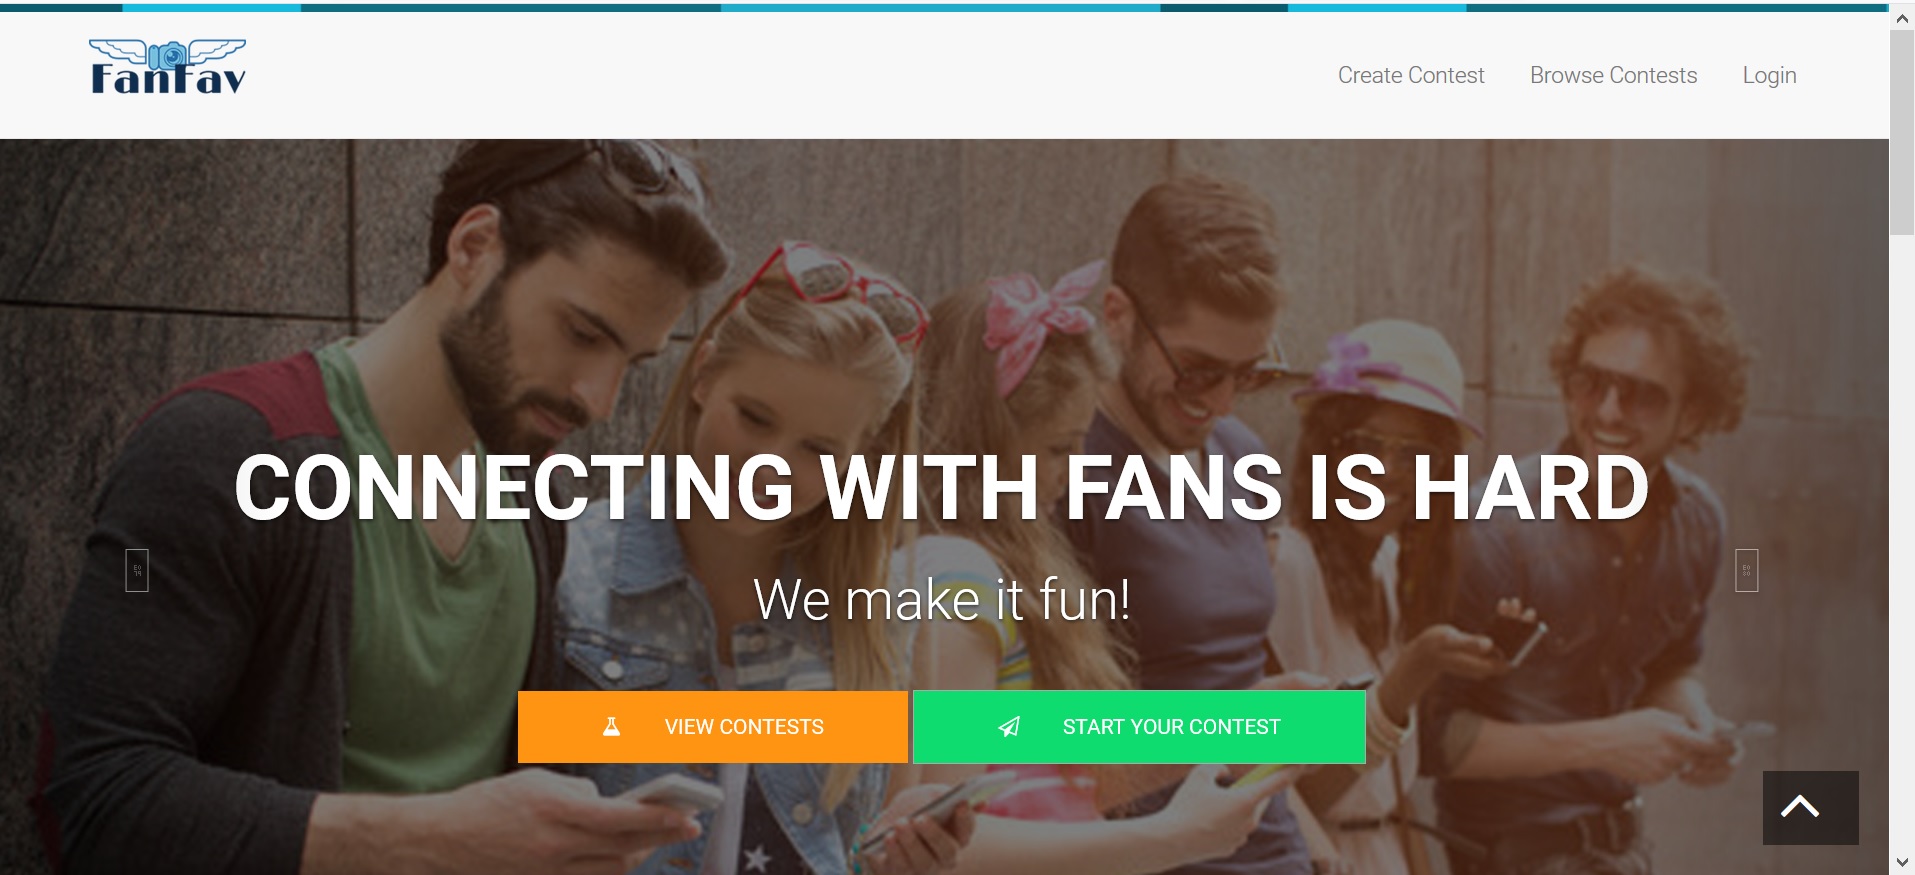 FanFav
Create Contest
Browse Contests
Login
CONNECTING WITH FANS IS HARD
We make it fun!
VIEW CONTESTS
START YOUR CONTEST